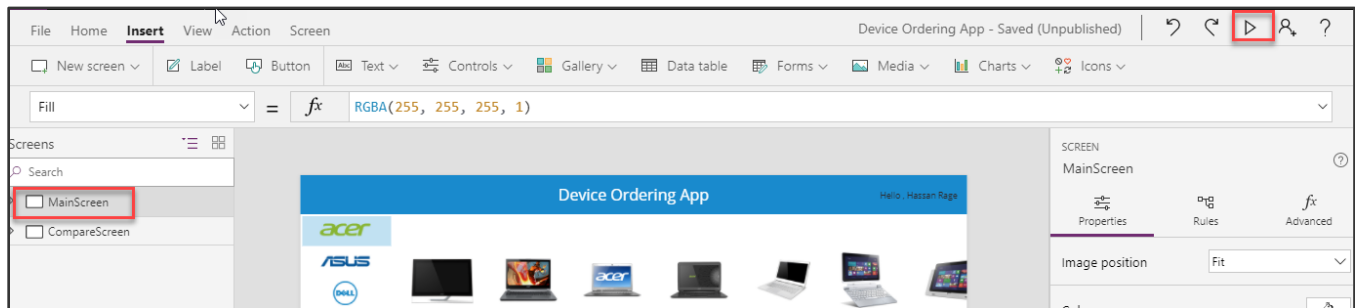 File Home Insert View Action Screen Device Ordering App - Saved (Unpublished) ?
New screen Label Button Abc Text Controls Gallery Data table Forms Media Charts Icons
Fill = fx RGBA(255, 255, 255, 1)
Screens
Search
MainScreen
CompareScreen
Device Ordering App Hello , Hassan Rage
acer
ASUS
acer
DELL
SCREEN
MainScreen
?
Properties Rules fx Advanced
Image position Fit